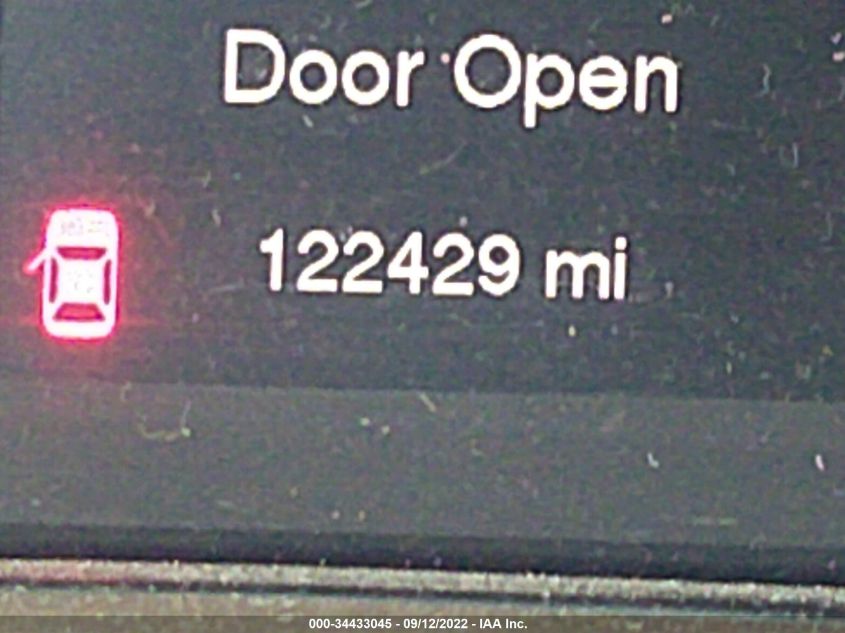 Door Open
122429 mi
000-34433045 - 09/12/2022 - IAA Inc.